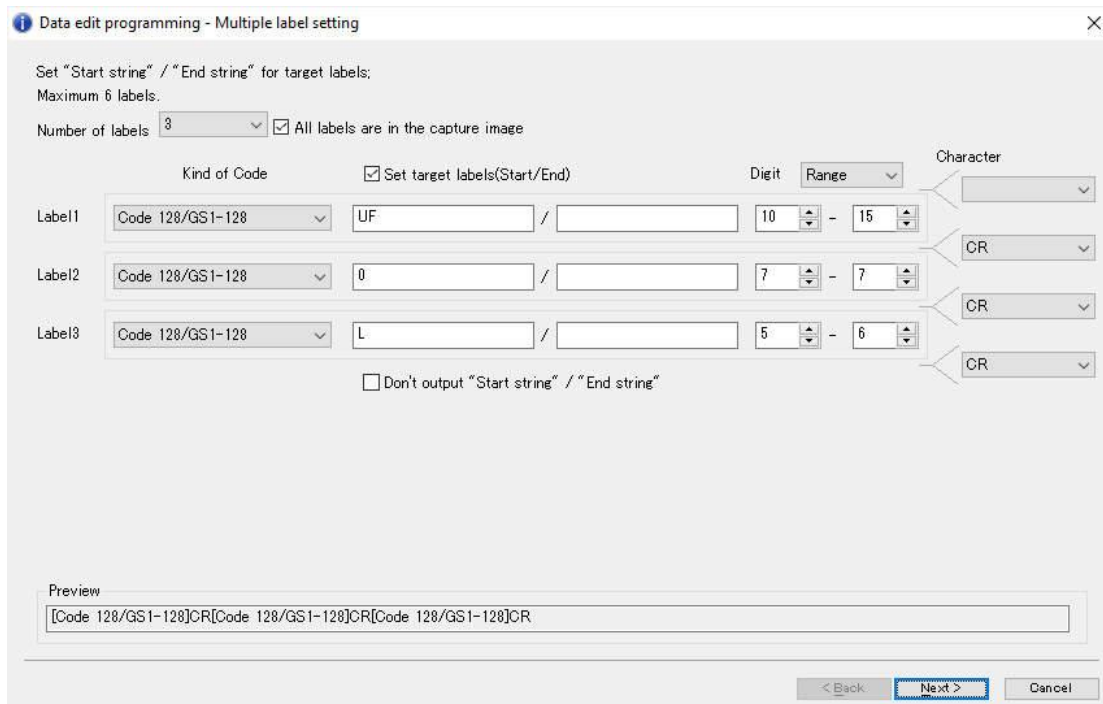 Data edit programming - Multiple label setting
Set "Start string" / "End string" for target labels;
Maximum 6 labels.
Number of labels 3 All labels are in the capture image
Kind of Code Set target labels(Start/End) Digit Range Character
Label1 Code 128/GS1-128 UF / 10 - 15
CR
Label2 Code 128/GS1-128 0 / 7 - 7
CR
Label3 Code 128/GS1-128 L / 5 - 6
CR
Don't output "Start string" / "End string"
Preview
[Code 128/GS1-128]CR[Code 128/GS1-128]CR[Code 128/GS1-128]CR
< Back Next > Cancel